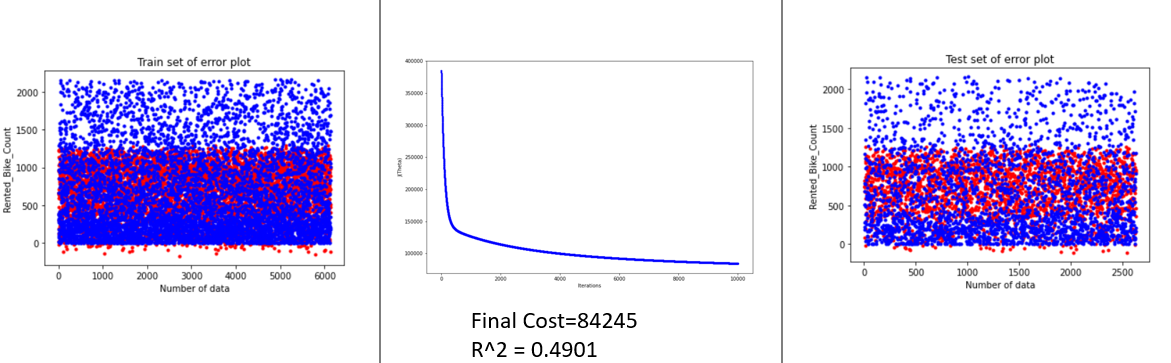 Train set of error plot
Rented_Bike_Count
2000
1500
1000
500
0
0 1000 2000 3000 4000 5000 6000
Number of data
400000
350000
300000
250000
200000
150000
100000
J(Theta)
0 2000 4000 6000 8000 10000
Iterations
Final Cost=84245
R^2 = 0.4901
Test set of error plot
Rented_Bike_Count
2000
1500
1000
500
0
0 500 1000 1500 2000 2500
Number of data